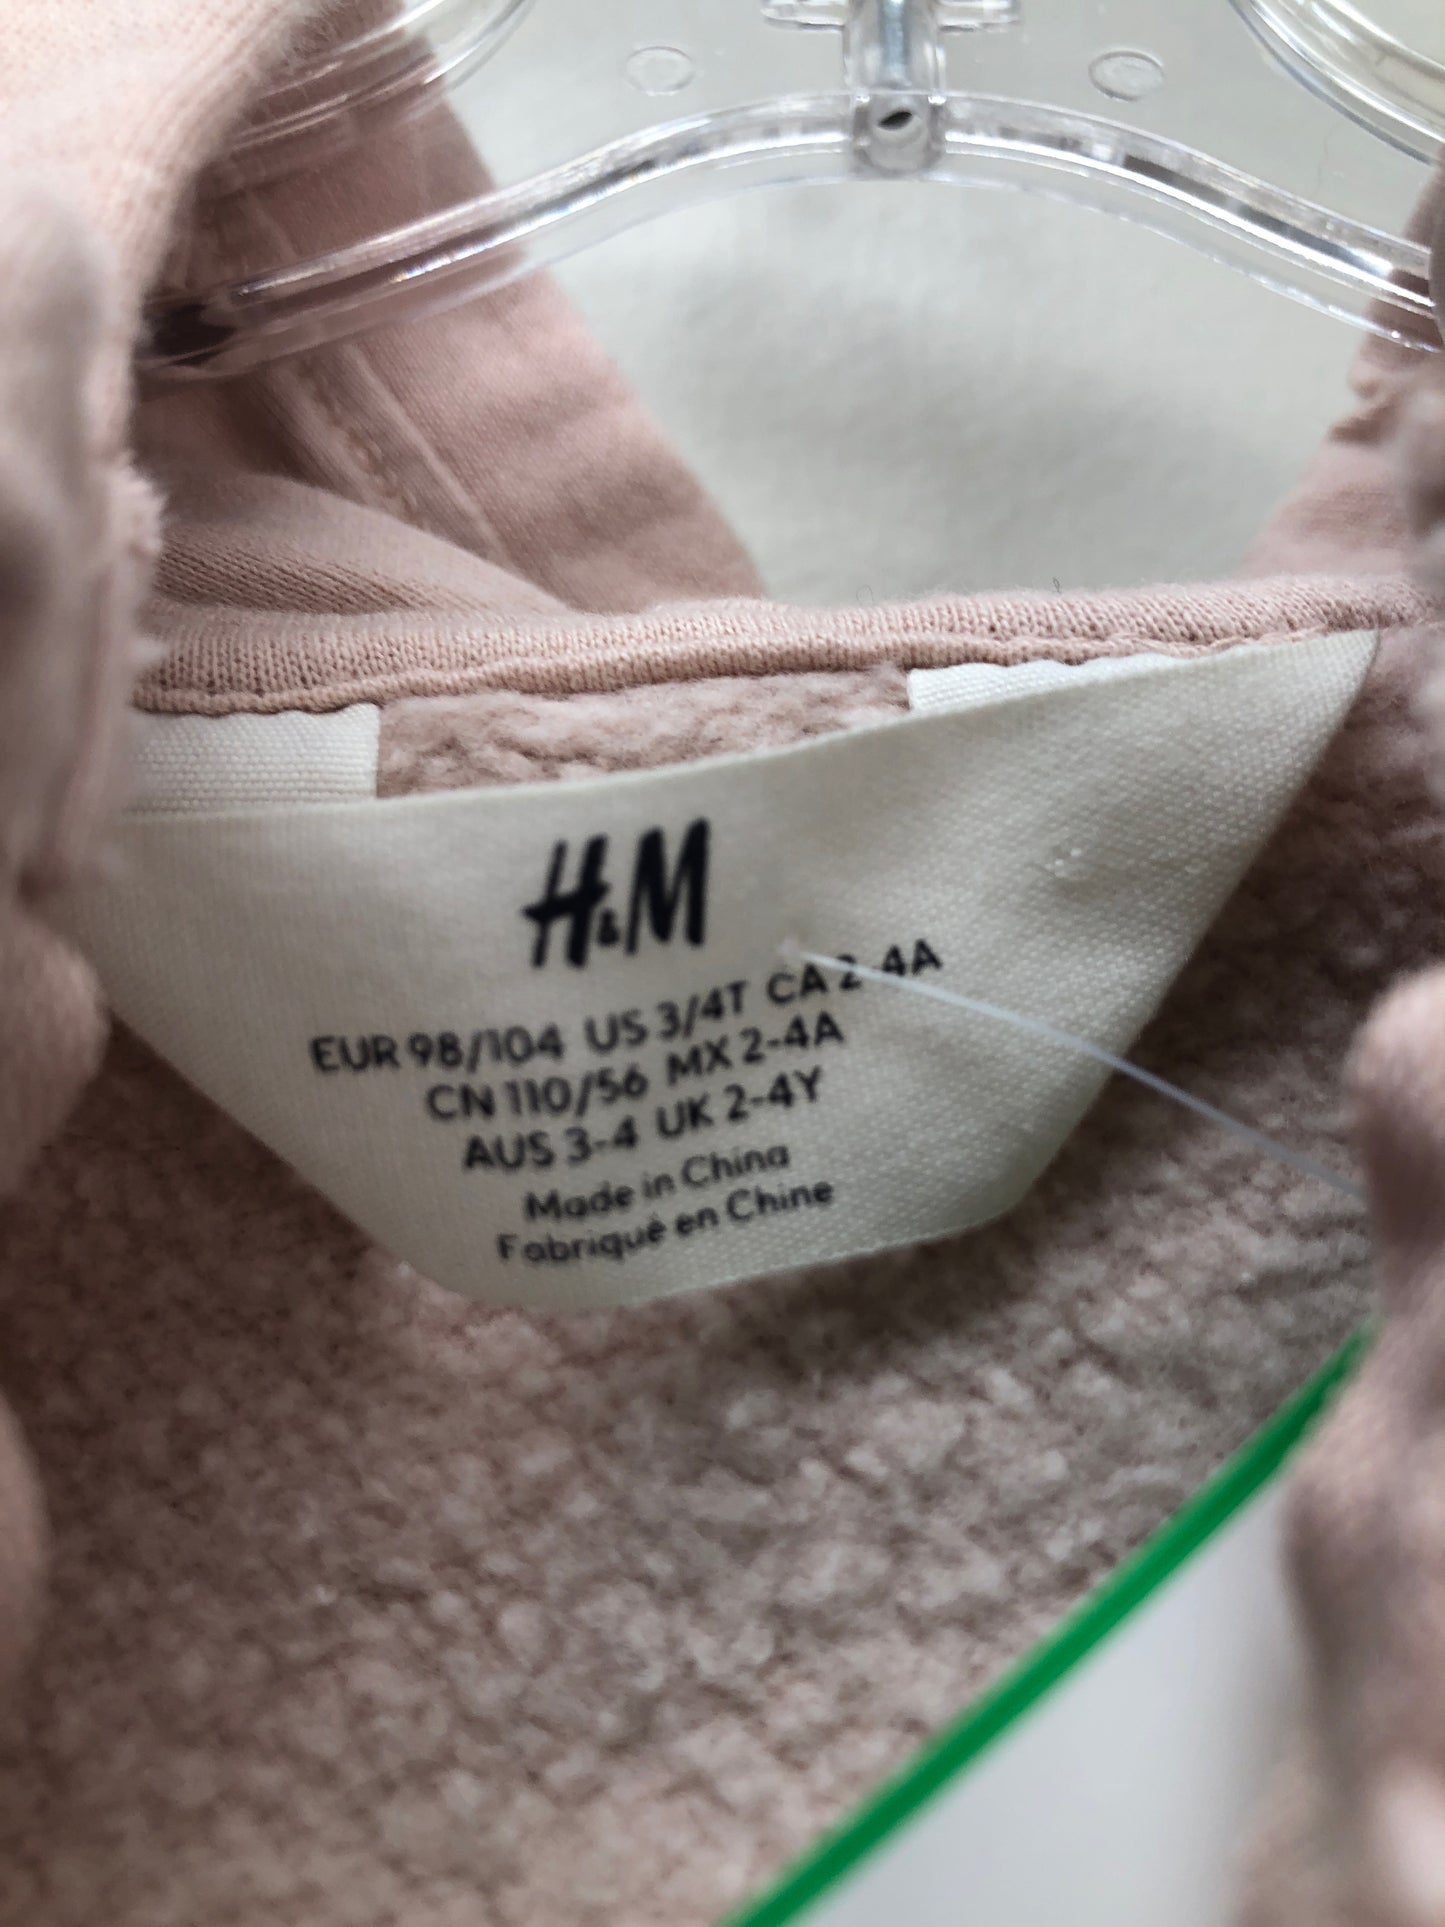 H&M
EUR 98/104 US 3/4T CA 2-4A
CN 110/56 MX 2-4A
AUS 3-4 UK 2-4Y
Made in China
Fabriqué en Chine